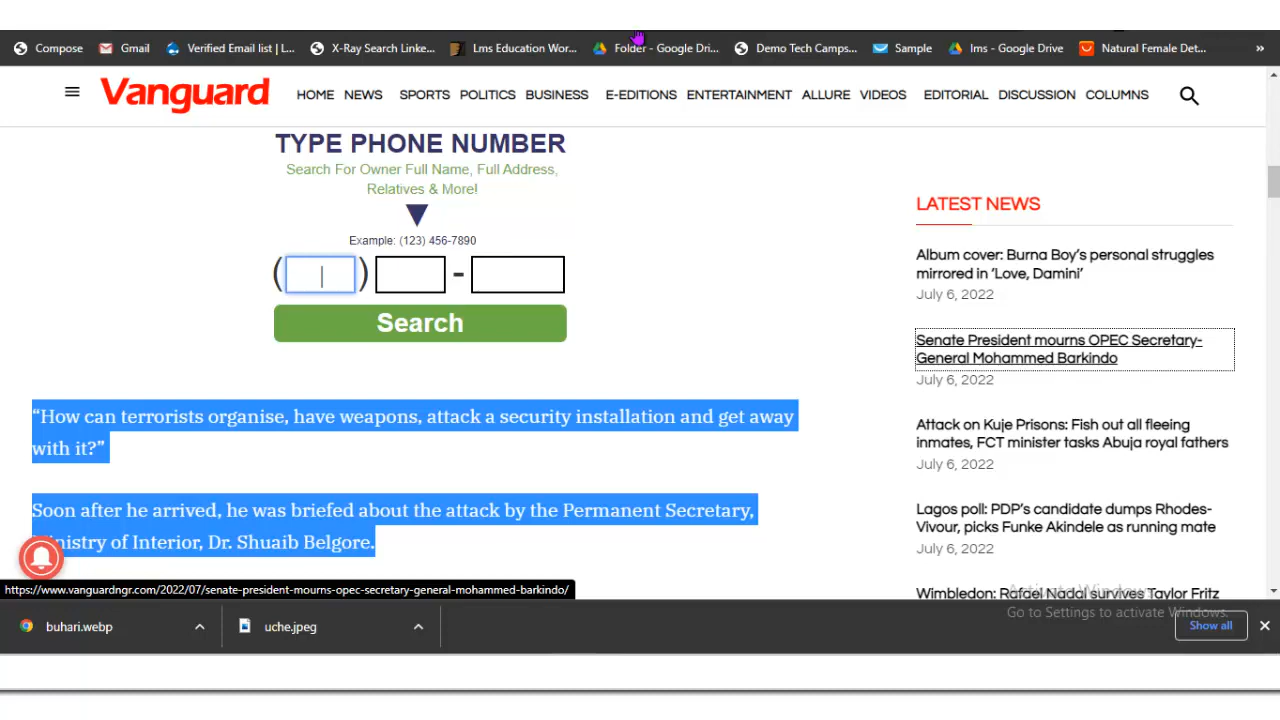 Compose Gmail Verified Email list | L... X-Ray Search Linke... Lms Education Wor... Folder - Google Dri... Demo Tech Camps... Sample lms - Google Drive Natural Female Det... »
Vanguard HOME NEWS SPORTS POLITICS BUSINESS E-EDITIONS ENTERTAINMENT ALLURE VIDEOS EDITORIAL DISCUSSION COLUMNS
TYPE PHONE NUMBER
Search For Owner Full Name, Full Address,
Relatives & More!
Example: (123) 456-7890
( ) -
Search
“How can terrorists organise, have weapons, attack a security installation and get away
with it?”
Soon after he arrived, he was briefed about the attack by the Permanent Secretary,
Ministry of Interior, Dr. Shuaib Belgore.
LATEST NEWS
Album cover: Burna Boy’s personal struggles
mirrored in ‘Love, Damini’
July 6, 2022
Senate President mourns OPEC Secretary-
General Mohammed Barkindo
July 6, 2022
Attack on Kuje Prisons: Fish out all fleeing
inmates, FCT minister tasks Abuja royal fathers
July 6, 2022
Lagos poll: PDP’s candidate dumps Rhodes-
Vivour, picks Funke Akindele as running mate
July 6, 2022
Wimbledon: Rafael Nadal survives Taylor Fritz
Activate Windows
Go to Settings to activate Windows.
https://www.vanguardngr.com/2022/07/senate-president-mourns-opec-secretary-general-mohammed-barkindo/
buhari.webp uche.jpeg Show all